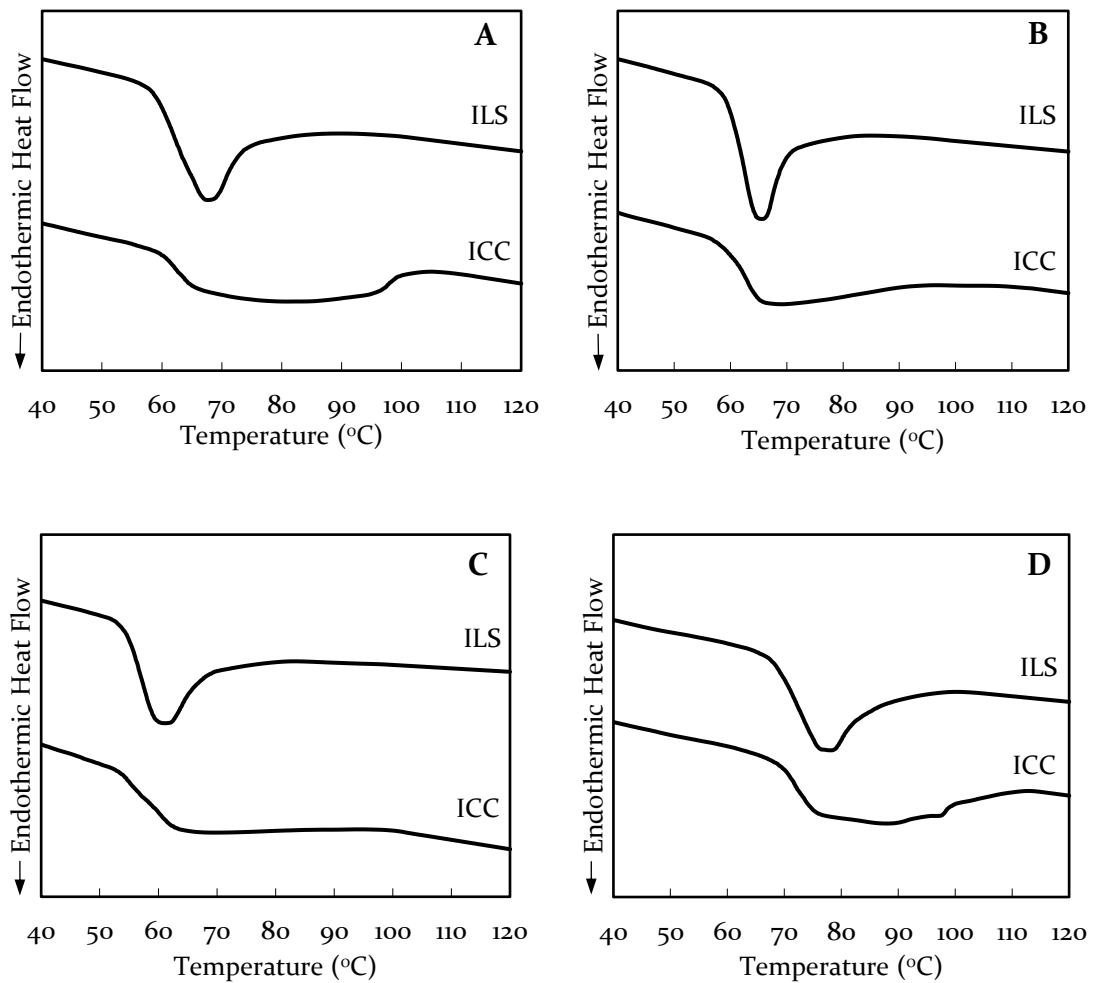 A
Endothermic Heat Flow
ILS
ICC
40 50 60 70 80 90 100 110 120
Temperature (°C)
B
Endothermic Heat Flow
ILS
ICC
40 50 60 70 80 90 100 110 120
Temperature (°C)
C
Endothermic Heat Flow
ILS
ICC
40 50 60 70 80 90 100 110 120
Temperature (°C)
D
Endothermic Heat Flow
ILS
ICC
40 50 60 70 80 90 100 110 120
Temperature (°C)